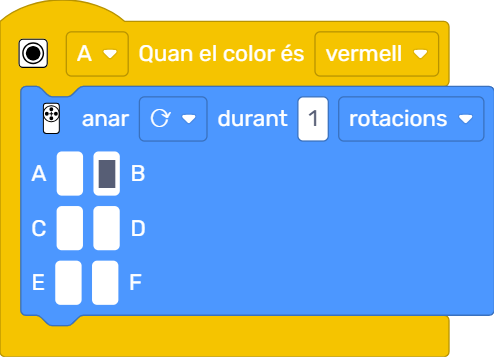 A Quan el color és vermell
anar durant 1 rotacions
A B
C D
E F